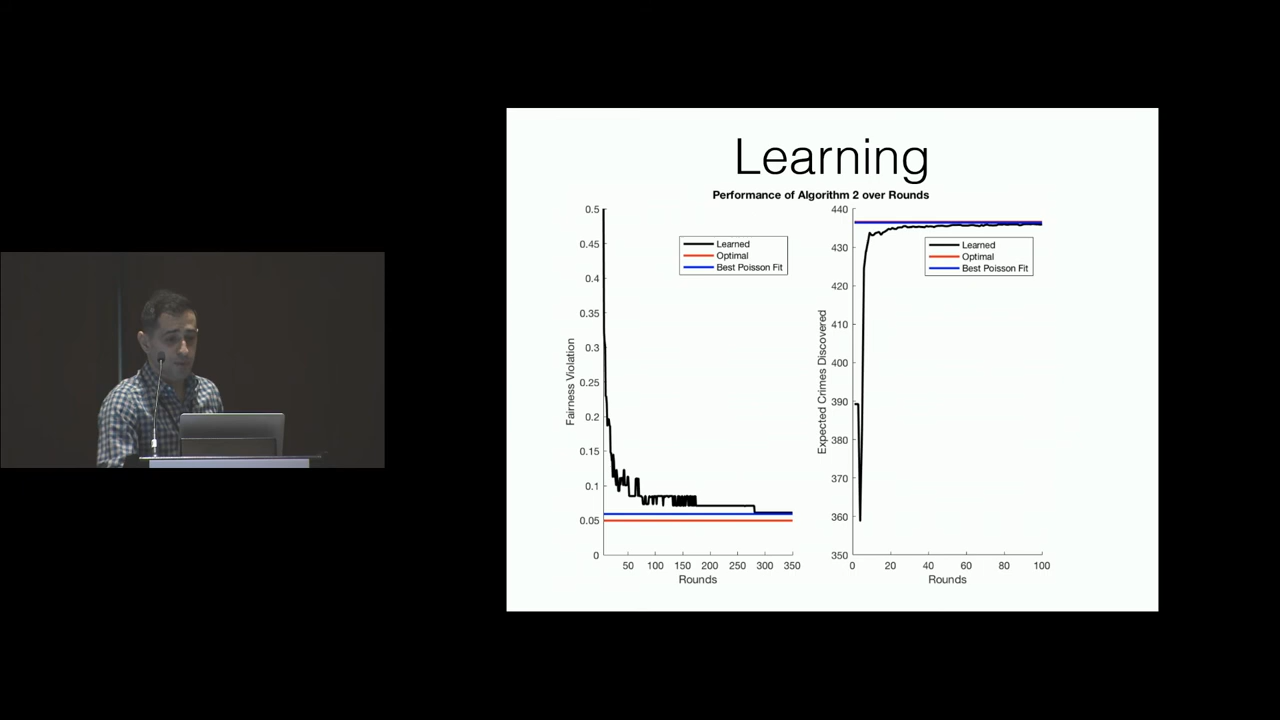 Learning
Performance of Algorithm 2 over Rounds
0.5
0.45
0.4
0.35
0.3
0.25
0.2
0.15
0.1
0.05
0
Fairness Violation
Learned
Optimal
Best Poisson Fit
50 100 150 200 250 300 350
Rounds
440
430
420
410
400
390
380
370
360
350
Expected Crimes Discovered
Learned
Optimal
Best Poisson Fit
0 20 40 60 80 100
Rounds